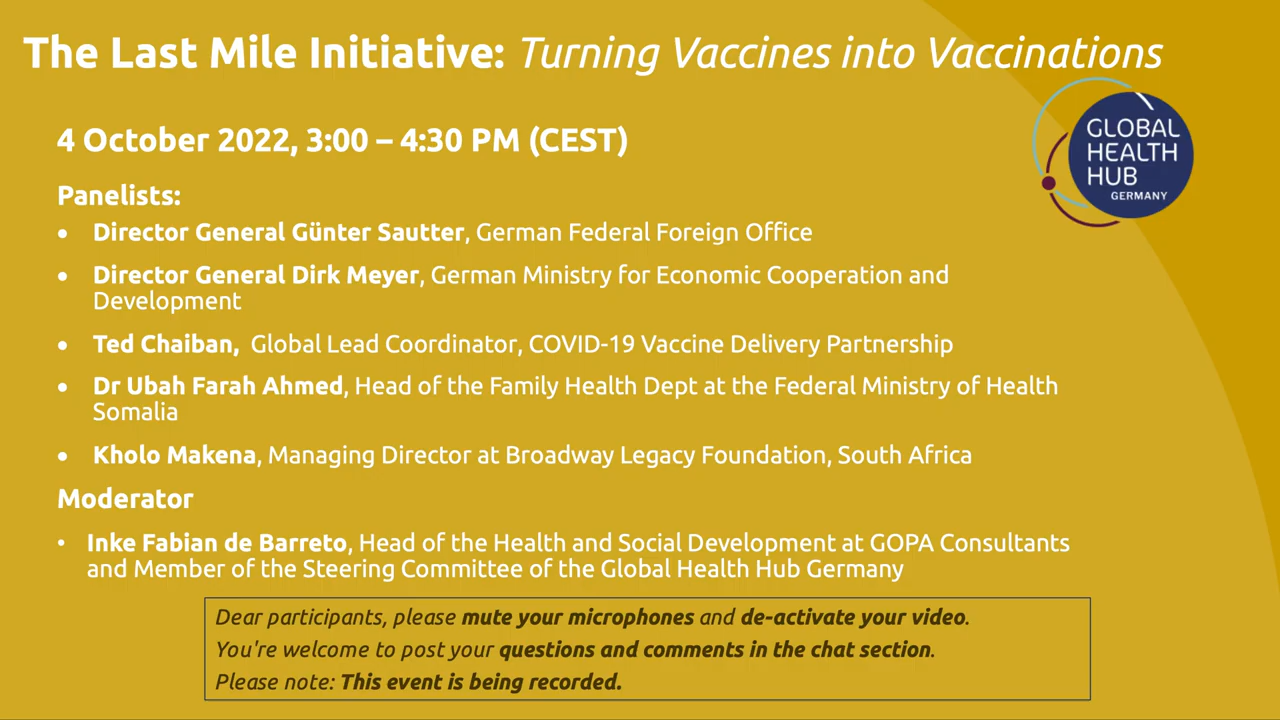 The Last Mile Initiative: Turning Vaccines into Vaccinations
4 October 2022, 3:00 – 4:30 PM (CEST)
GLOBAL
HEALTH
HUB
GERMANY
Panelists:
• Director General Günter Sautter, German Federal Foreign Office
• Director General Dirk Meyer, German Ministry for Economic Cooperation and
Development
• Ted Chaiban, Global Lead Coordinator, COVID-19 Vaccine Delivery Partnership
• Dr Ubah Farah Ahmed, Head of the Family Health Dept at the Federal Ministry of Health
Somalia
• Kholo Makena, Managing Director at Broadway Legacy Foundation, South Africa
Moderator
• Inke Fabian de Barreto, Head of the Health and Social Development at GOPA Consultants
and Member of the Steering Committee of the Global Health Hub Germany
Dear participants, please mute your microphones and de-activate your video.
You're welcome to post your questions and comments in the chat section.
Please note: This event is being recorded.